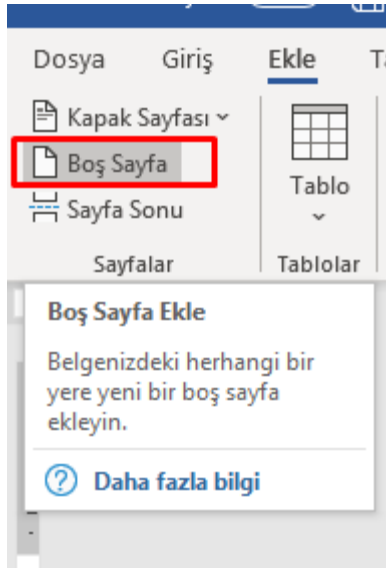 Dosya Giriş Ekle
Kapak Sayfası
Boş Sayfa
Sayfa Sonu
Tablo
Sayfalar
Tablolar
Boş Sayfa Ekle
Belgenizdeki herhangi bir
yere yeni bir boş sayfa
ekleyin.
Daha fazla bilgi